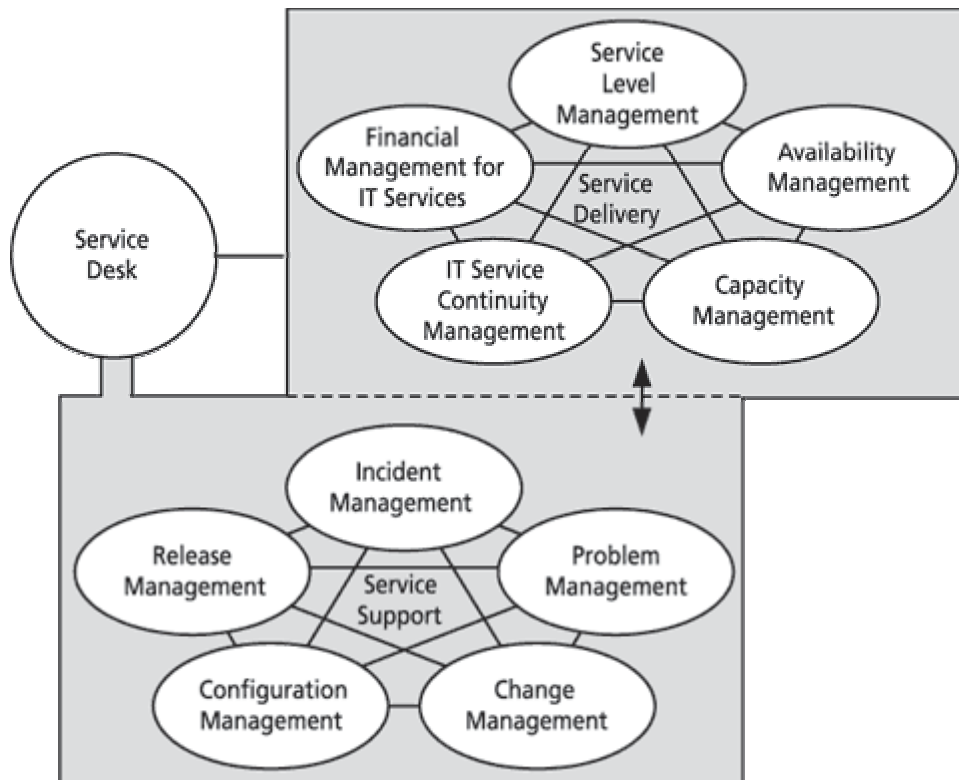 Service
Level
Management
Financial
Management for
IT Services
Availability
Management
Service
Delivery
Service
Desk
IT Service
Continuity
Management
Capacity
Management
Incident
Management
Release
Management
Problem
Management
Service
Support
Configuration
Management
Change
Management